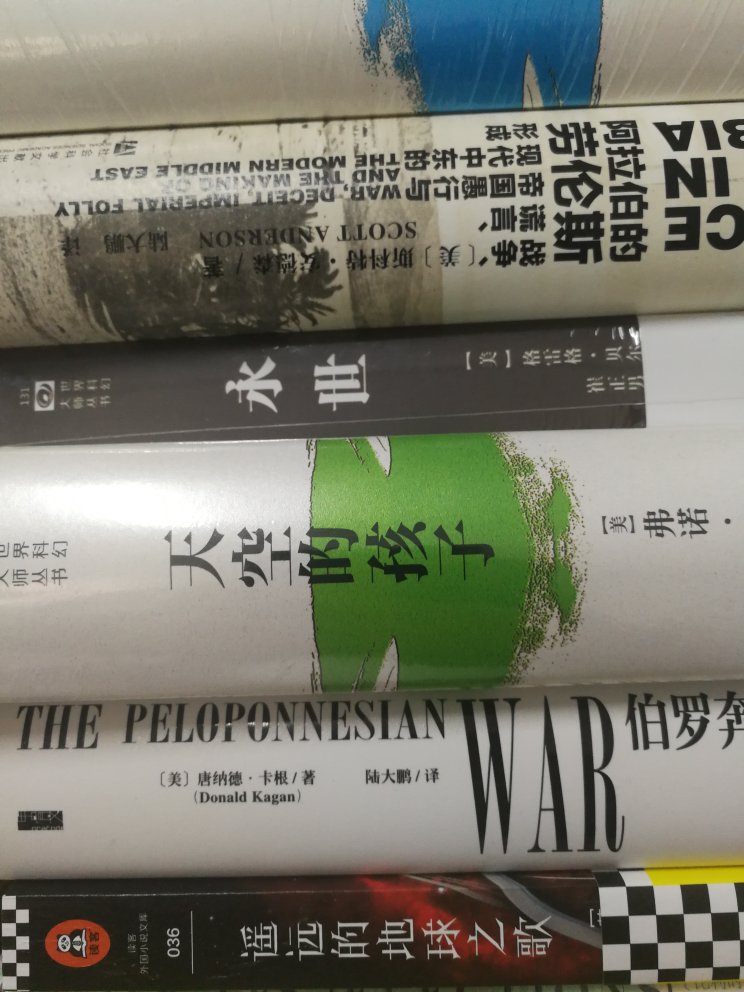 阿拉伯的
劳伦斯
战争、谎言、
帝国愚行与
现代中东的
形成
WAR, DECEIT, IMPERIAL FOLLY
AND THE MAKING OF
THE MODERN MIDDLE EAST
〔美〕斯科特·安德森 / 著
SCOTT ANDERSON 陆大鹏 译
131
世界科幻
大师丛书
永世
[美] 格雷格·贝尔
崔正男
世界科幻
大师丛书
天空的孩子
[美] 弗诺·
THE PELOPONNESIAN WAR
伯罗奔
〔美〕唐纳德·卡根 / 著 陆大鹏 / 译
(Donald Kagan)
读客
读客
外国小说文库
036
遥远的地球之歌